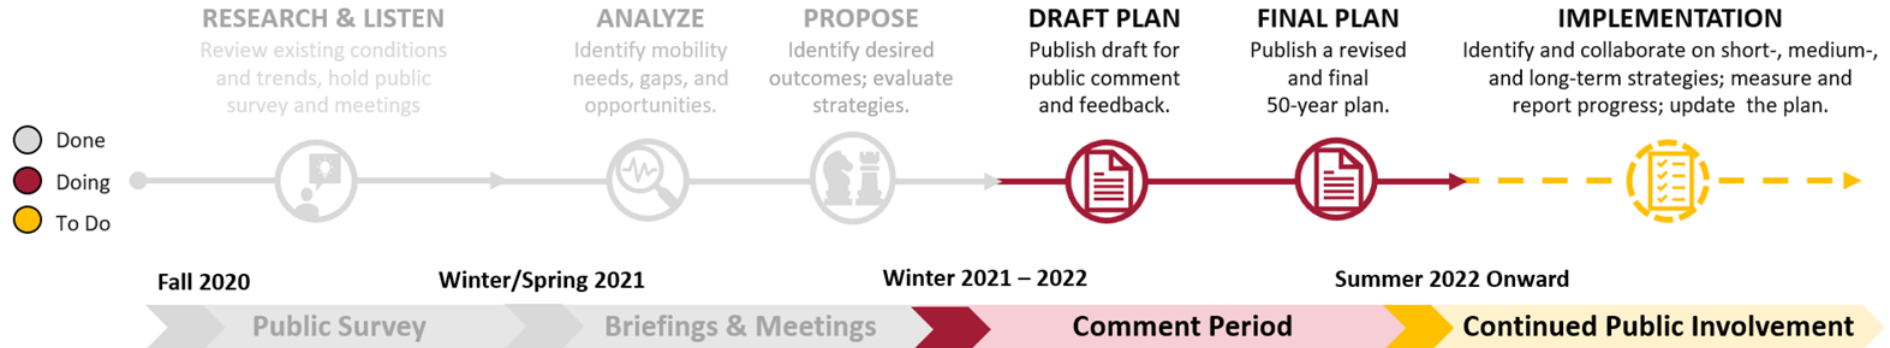 RESEARCH & LISTEN
Review existing conditions
and trends, hold public
survey and meetings
ANALYZE
Identify mobility
needs, gaps, and
opportunities.
PROPOSE
Identify desired
outcomes; evaluate
strategies.
DRAFT PLAN
Publish draft for
public comment
and feedback.
FINAL PLAN
Publish a revised
and final
50-year plan.
IMPLEMENTATION
Identify and collaborate on short-, medium-,
and long-term strategies; measure and
report progress; update the plan.
Done
Doing
To Do
Fall 2020
Winter/Spring 2021
Winter 2021 – 2022
Summer 2022 Onward
Public Survey
Briefings & Meetings
Comment Period
Continued Public Involvement